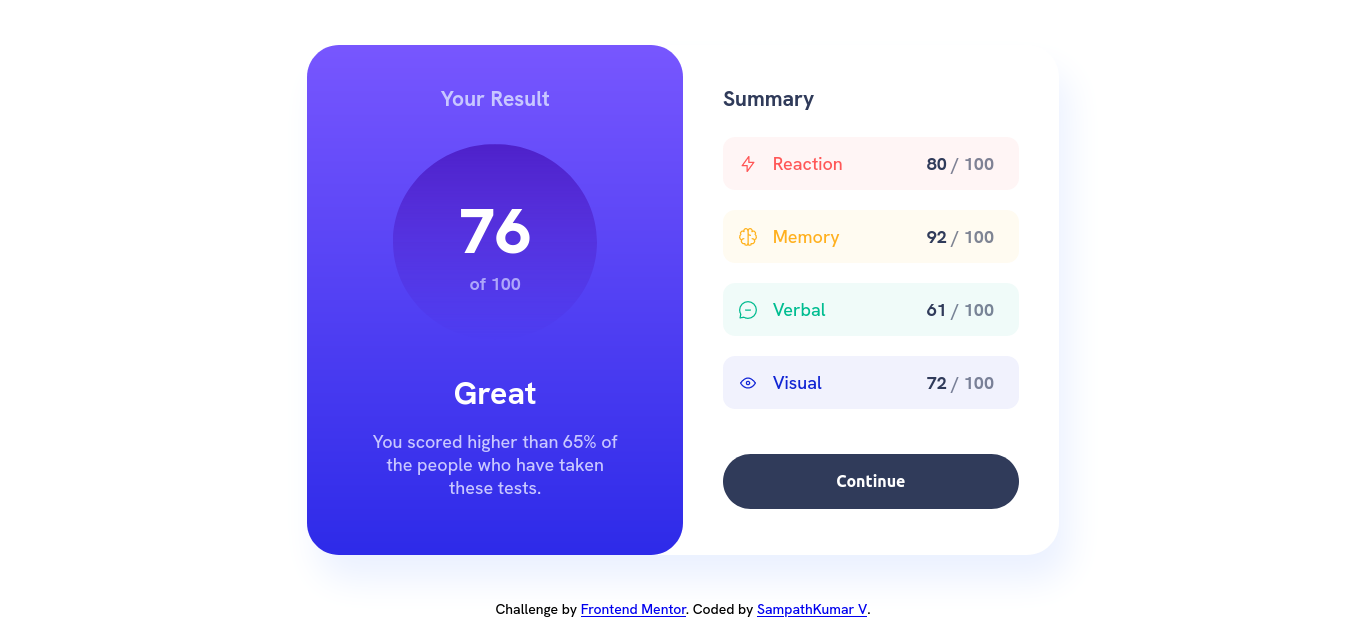 Your Result
76
of 100
Great
You scored higher than 65% of
the people who have taken
these tests.
Summary
Reaction 80 / 100
Memory 92 / 100
Verbal 61 / 100
Visual 72 / 100
Continue
Challenge by Frontend Mentor. Coded by SampathKumar V.